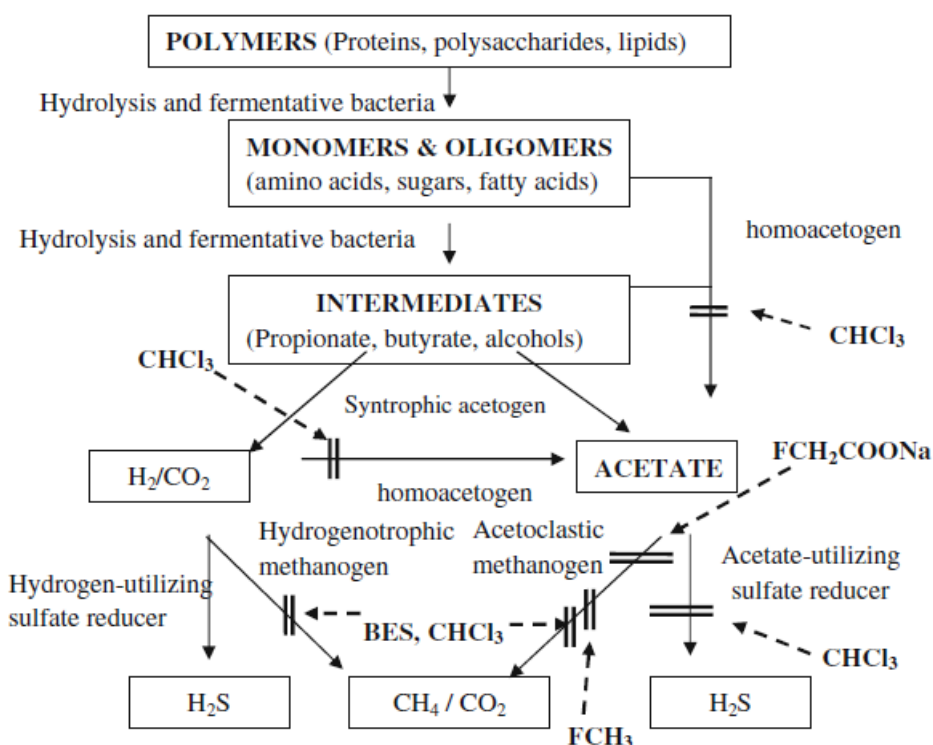 POLYMERS (Proteins, polysaccharides, lipids)
Hydrolysis and fermentative bacteria
MONOMERS & OLIGOMERS
(amino acids, sugars, fatty acids)
Hydrolysis and fermentative bacteria
homoacetogen
INTERMEDIATES
(Propionate, butyrate, alcohols)
CHCl₃
CHCl₃
Syntrophic acetogen
H₂/CO₂
homoacetogen
ACETATE
FCH₂COONa
Hydrogenotrophic
methanogen
Acetoclastic
methanogen
Hydrogen-utilizing
sulfate reducer
Acetate-utilizing
sulfate reducer
BES, CHCl₃
CHCl₃
H₂S
CH₄ / CO₂
H₂S
FCH₃